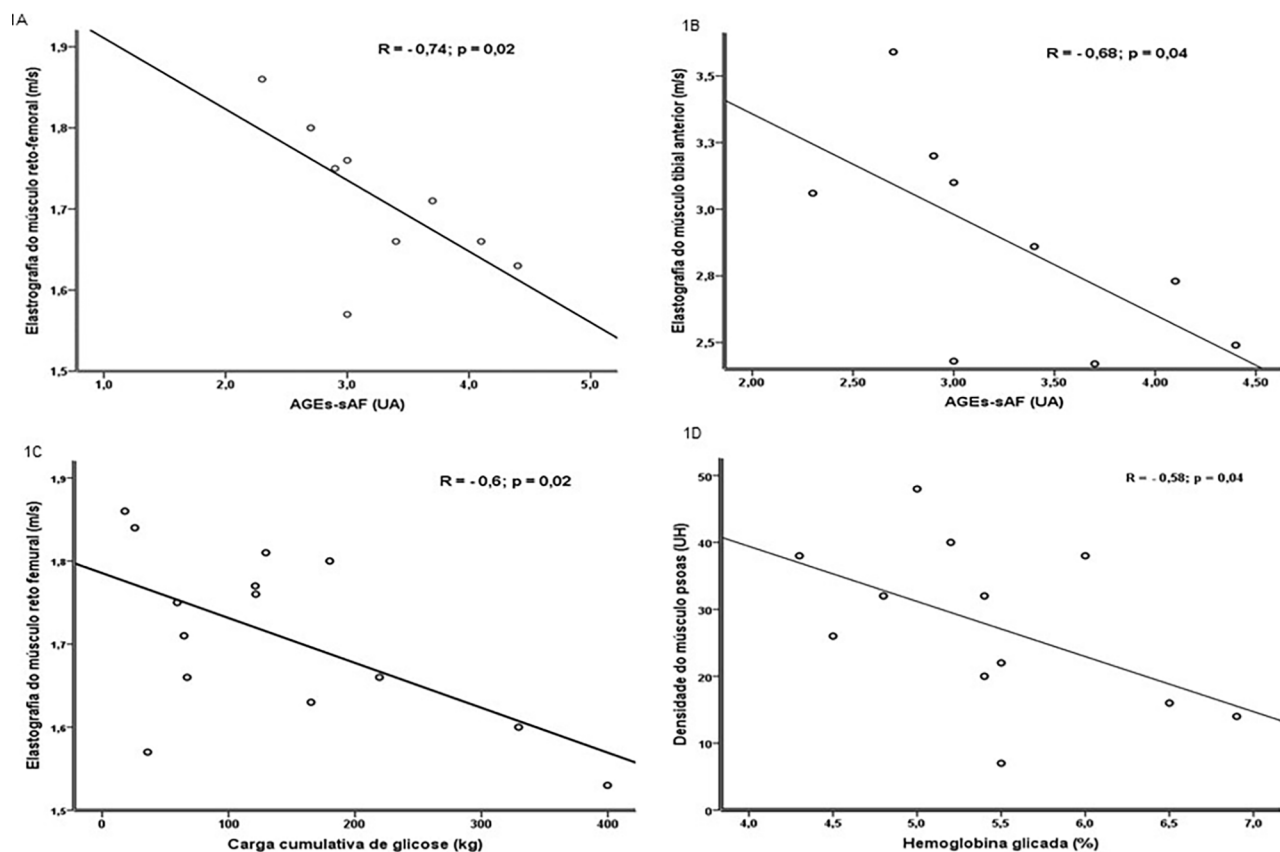 1A
R = - 0,74; p = 0,02
Elastrografia do músculo reto-femoral (m/s)
1,9
1,8
1,7
1,6
1,5
1,0 2,0 3,0 4,0 5,0
AGEs-sAF (UA)
1B
R = - 0,68; p = 0,04
Elastografia do músculo tibial anterior (m/s)
3,5
3,3
3,0
2,8
2,5
2,00 2,50 3,00 3,50 4,00 4,50
AGEs-sAF (UA)
1C
R = - 0,6; p = 0,02
Elastografia do músculo reto femural (m/s)
1,9
1,8
1,7
1,6
1,5
0 100 200 300 400
Carga cumulativa de glicose (kg)
1D
R = - 0,58; p = 0,04
Densidade do músculo psoas (UH)
50
40
30
20
10
0
4,0 4,5 5,0 5,5 6,0 6,5 7,0
Hemoglobina glicada (%)